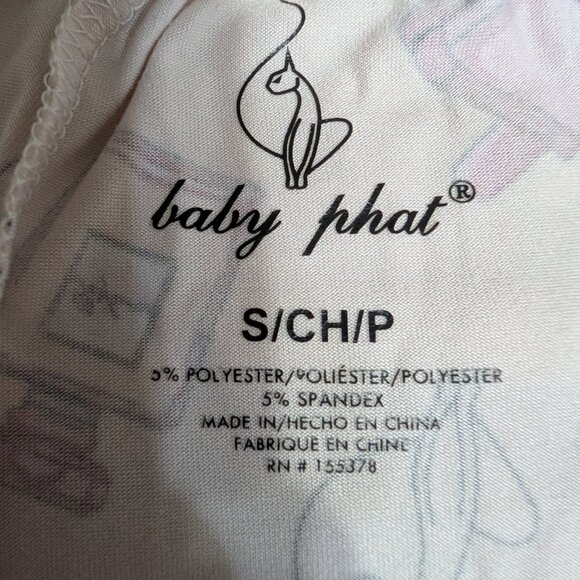 baby phat®
S/CH/P
5% POLYESTER/POLIÉSTER/POLYESTER
5% SPANDEX
MADE IN/HECHO EN CHINA
FABRIQUE EN CHINE
RN # 155378